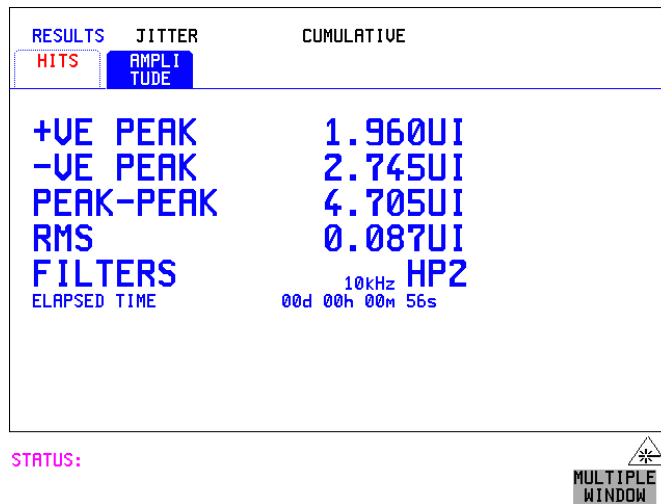 RESULTS JITTER CUMULATIVE
HITS AMPLI
TUDE
+VE PEAK 1.960UI
-VE PEAK 2.745UI
PEAK-PEAK 4.705UI
RMS 0.087UI
FILTERS 10kHz HP2
ELAPSED TIME 00d 00h 00m 56s
STATUS:
MULTIPLE
WINDOW